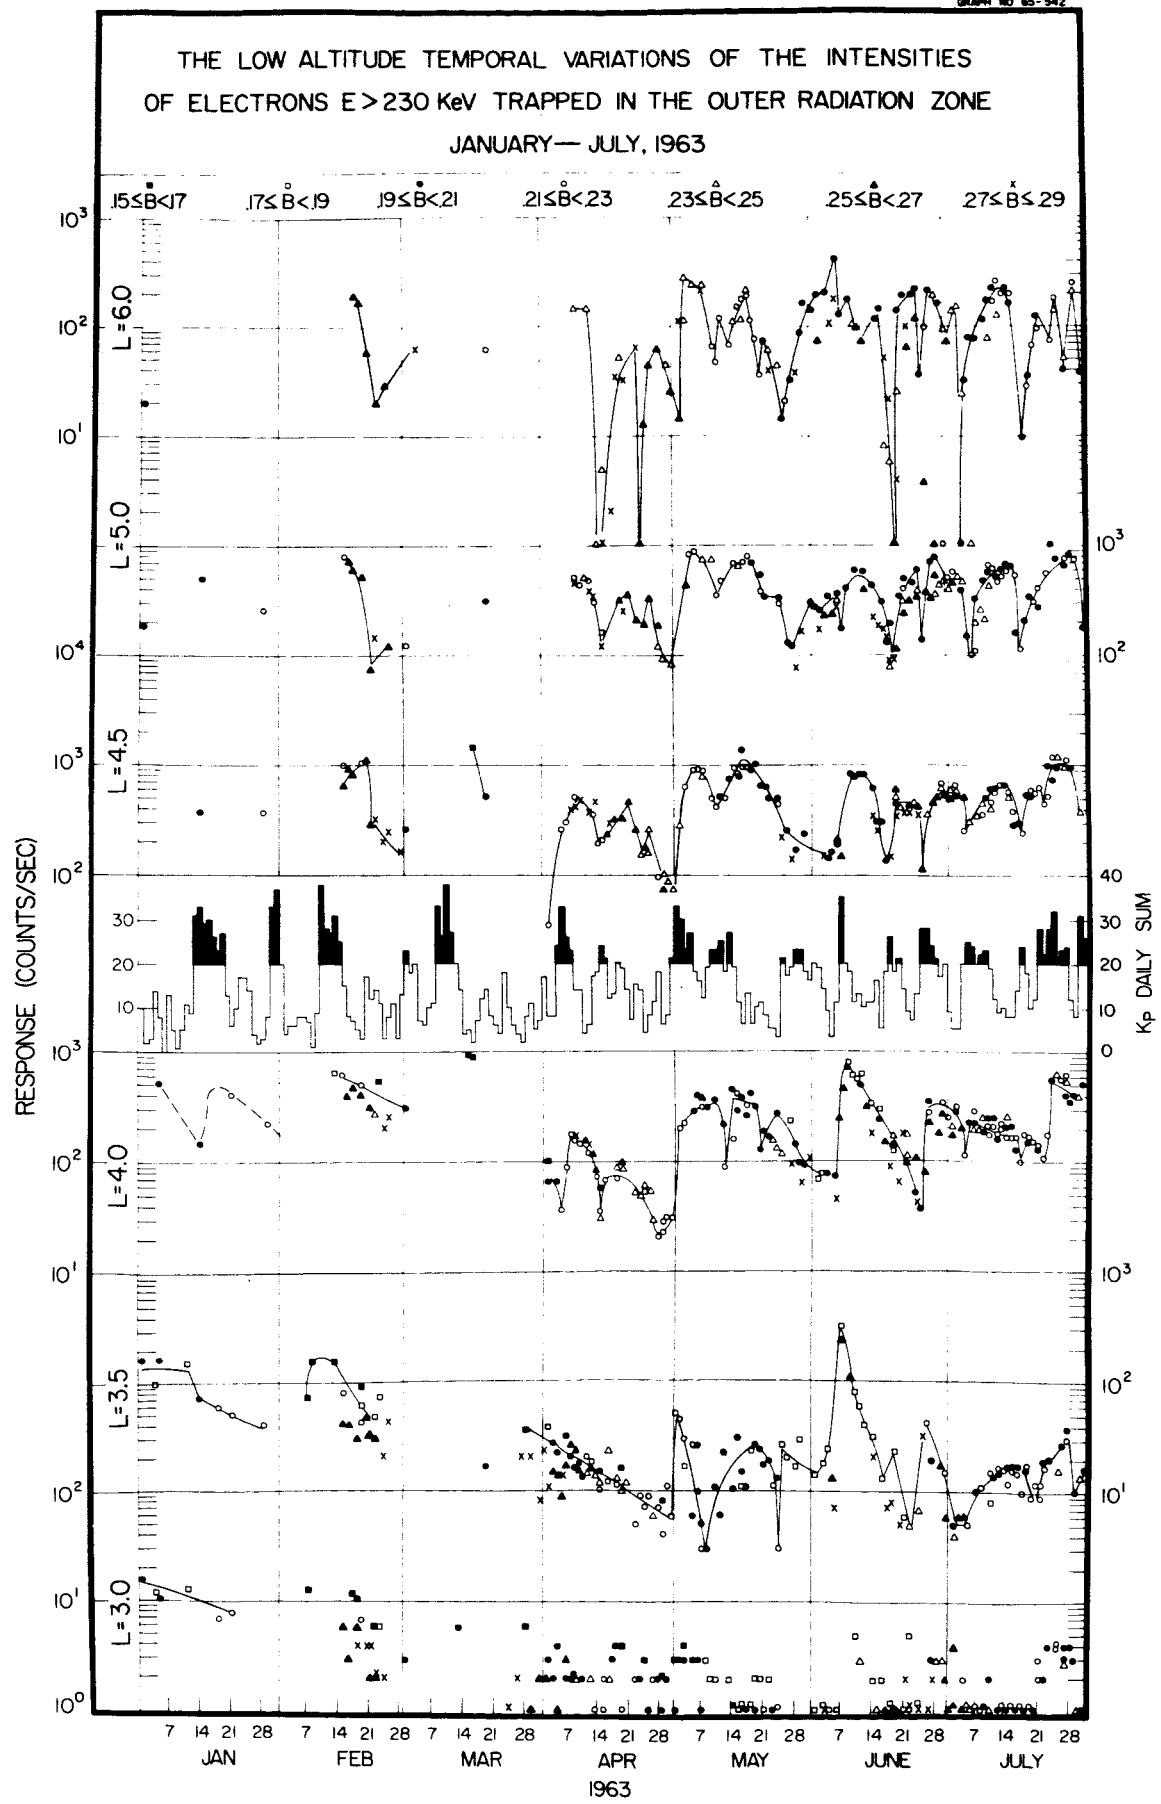 GRAPH NO 65-542
THE LOW ALTITUDE TEMPORAL VARIATIONS OF THE INTENSITIES
OF ELECTRONS E > 230 KeV TRAPPED IN THE OUTER RADIATION ZONE
JANUARY — JULY, 1963
.15≤B<.17 .17≤B<.19 .19≤B<.21 .21≤B<.23 .23≤B<.25 .25≤B<.27 .27≤B≤.29
10³
L=6.0
10²
10¹
L=5.0
10³
10⁴ 10²
10³
L=4.5
10² 40
30 30
20 20
10 10
10³ 0
RESPONSE (COUNTS/SEC)
Kp DAILY SUM
10²
L=4.0
10¹ 10³
L=3.5
10²
10² 10¹
10¹
L=3.0
10⁰
7 14 21 28 7 14 21 28 7 14 21 28 7 14 21 28 7 14 21 28 7 14 21 28 7 14 21 28
JAN FEB MAR APR MAY JUNE JULY
1963